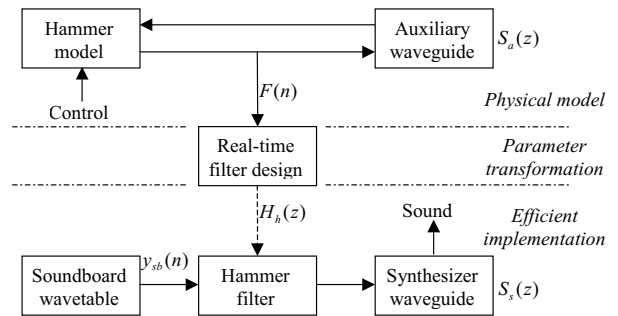 Hammer
model
Auxiliary
waveguide
S_a(z)
Control
F(n)
Physical model
Real-time
filter design
Parameter
transformation
H_h(z)
Sound
Efficient
implementation
Soundboard
wavetable
y_sb(n)
Hammer
filter
Synthesizer
waveguide
S_s(z)